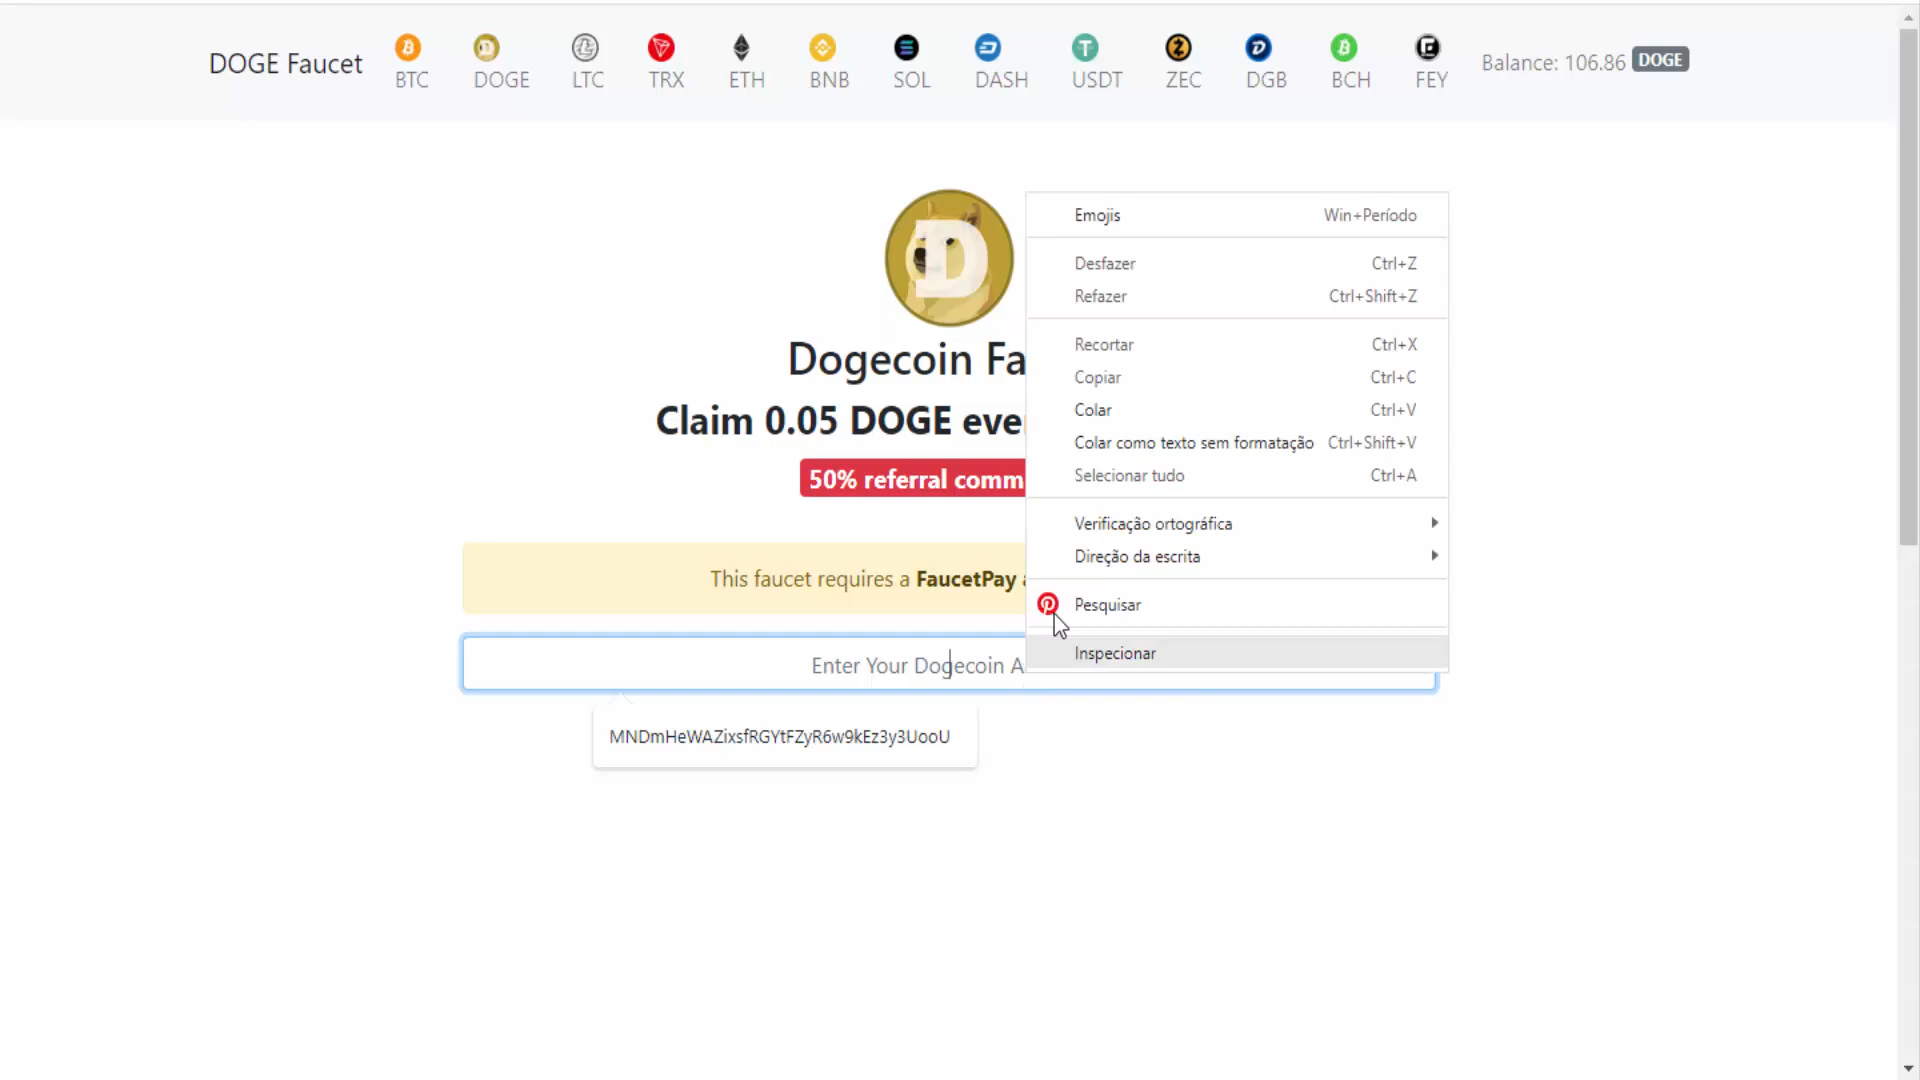 DOGE Faucet
BTC
DOGE
LTC
TRX
ETH
BNB
SOL
DASH
USDT
ZEC
DGB
BCH
FEY
Balance: 106.86 DOGE
Dogecoin Fa
Claim 0.05 DOGE ever
50% referral comm
This faucet requires a FaucetPay a
Enter Your Dogecoin A
MNDmHeWAZixsfRGYtFZyR6w9kEz3y3UooU
Emojis Win+Período
Desfazer Ctrl+Z
Refazer Ctrl+Shift+Z
Recortar Ctrl+X
Copiar Ctrl+C
Colar Ctrl+V
Colar como texto sem formatação Ctrl+Shift+V
Selecionar tudo Ctrl+A
Verificação ortográfica
Direção da escrita
Pesquisar
Inspecionar